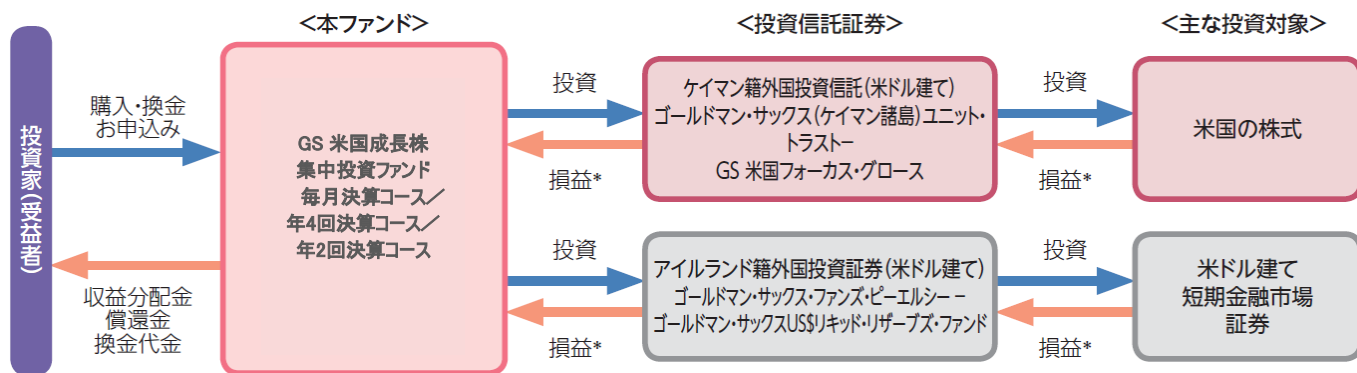 <本ファンド>
<投資信託証券>
<主な投資対象>
投資家(受益者)
購入・換金
お申込み
収益分配金
償還金
換金代金
GS 米国成長株
集中投資ファンド
毎月決算コース/
年4回決算コース/
年2回決算コース
投資
損益*
ケイマン籍外国投資信託(米ドル建て)
ゴールドマン・サックス(ケイマン諸島)ユニット・
トラストー
GS 米国フォーカス・グロース
投資
損益*
米国の株式
投資
損益*
アイルランド籍外国投資証券(米ドル建て)
ゴールドマン・サックス・ファンズ・ピーエルシー −
ゴールドマン・サックスUS$リキッド・リザーブズ・ファンド
投資
損益*
米ドル建て
短期金融市場
証券